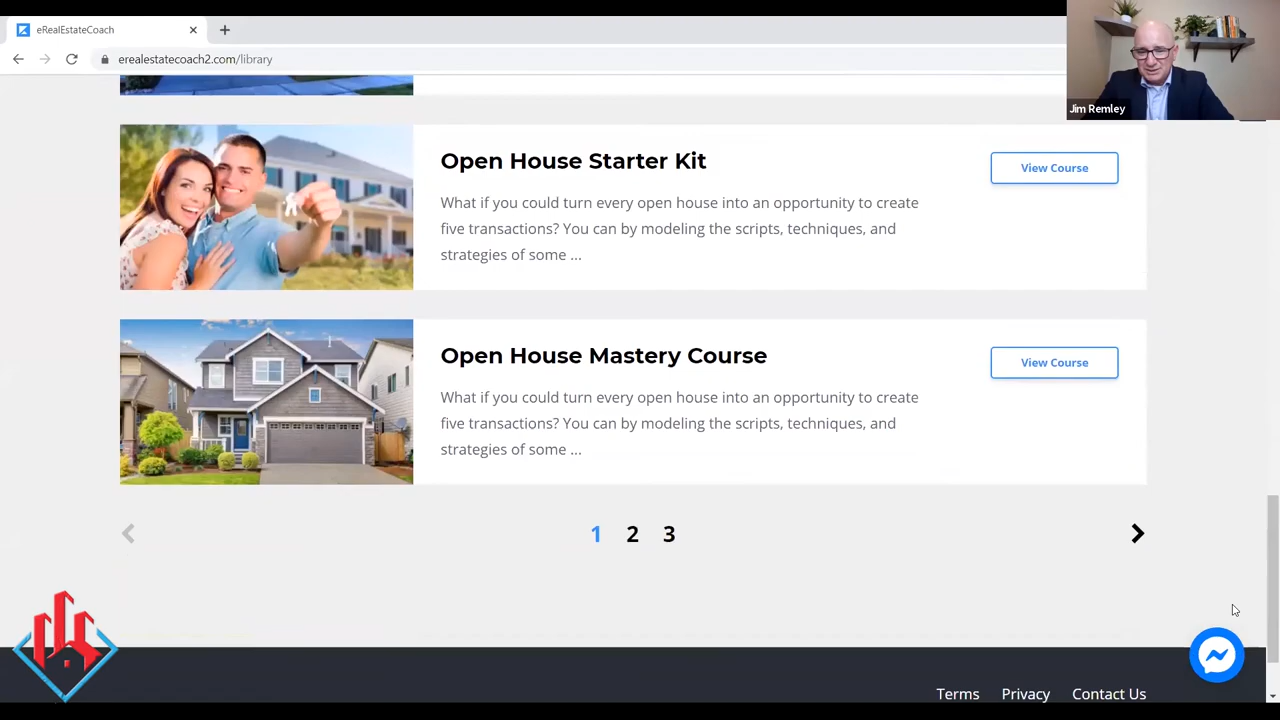 eRealEstateCoach
erealestatecoach2.com/library
Jim Remley
Open House Starter Kit
View Course
What if you could turn every open house into an opportunity to create
five transactions? You can by modeling the scripts, techniques, and
strategies of some ...
Open House Mastery Course
View Course
What if you could turn every open house into an opportunity to create
five transactions? You can by modeling the scripts, techniques, and
strategies of some ...
1 2 3
Terms Privacy Contact Us